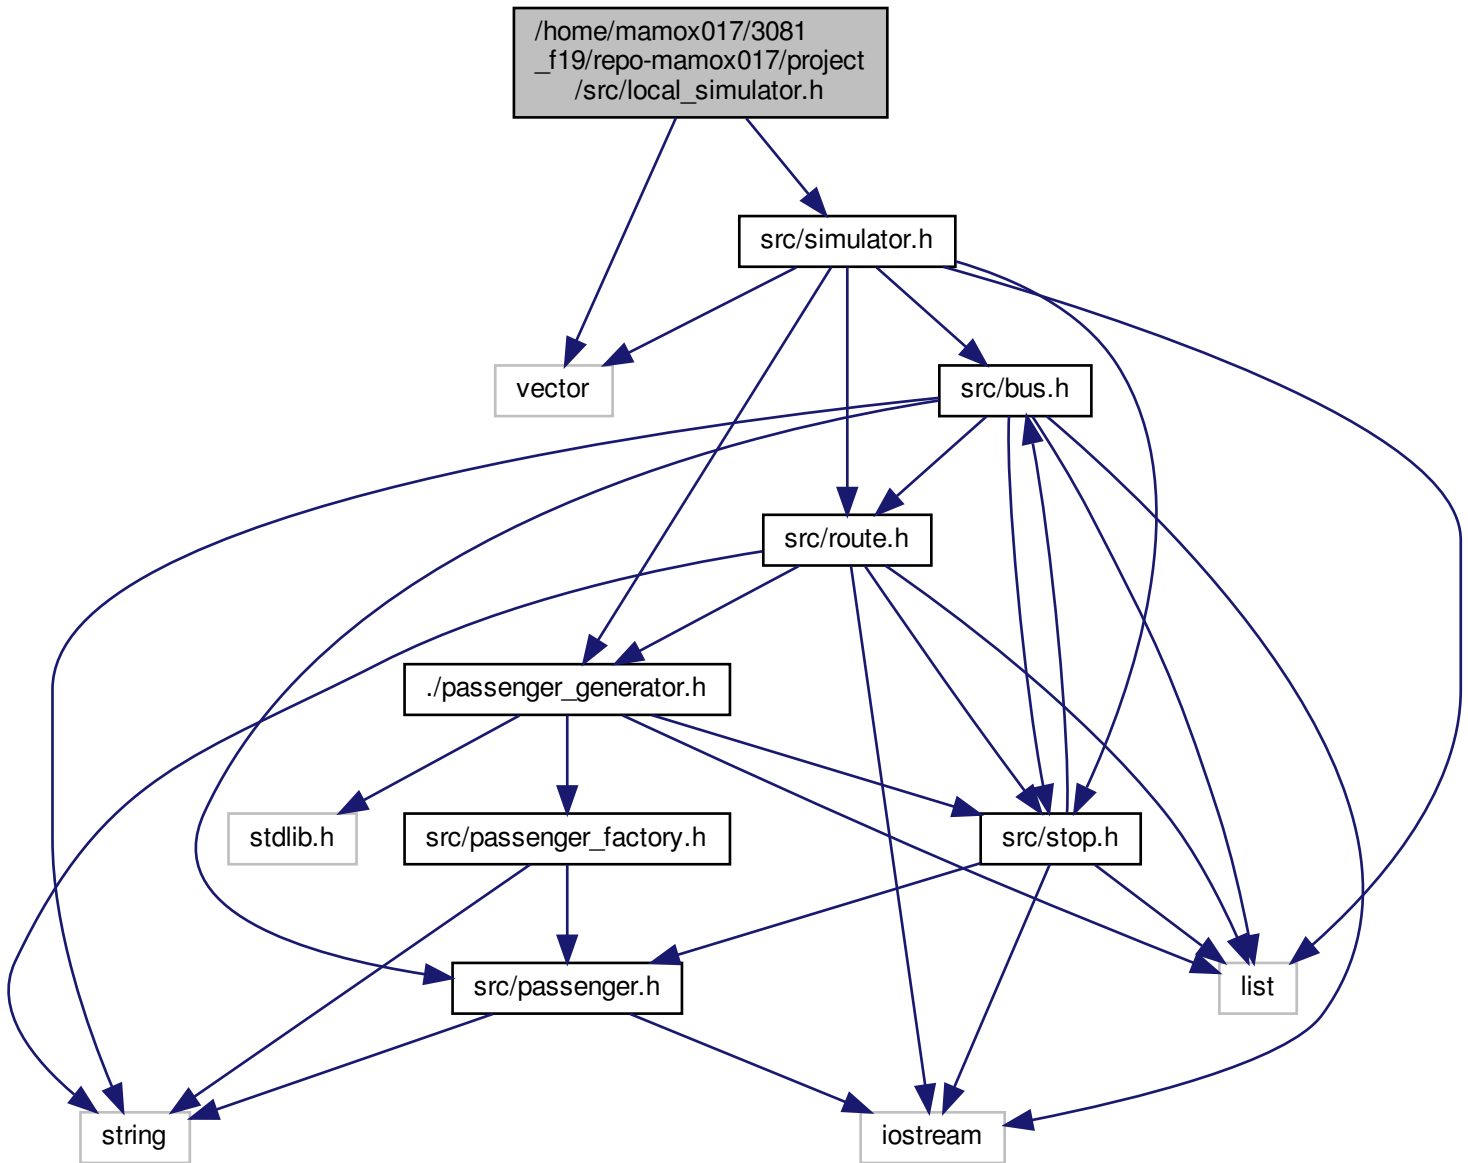 /home/mamox017/3081
_f19/repo-mamox017/project
/src/local_simulator.h
src/simulator.h
vector
src/bus.h
src/route.h
./passenger_generator.h
stdlib.h
src/passenger_factory.h
src/stop.h
src/passenger.h
list
string
iostream